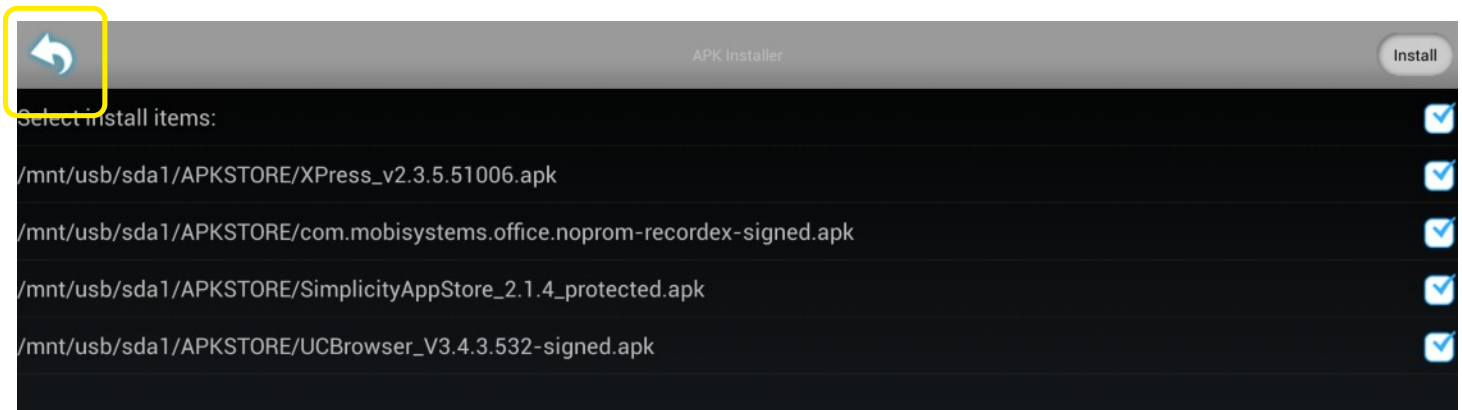 APK Installer
Install
Select install items:
/mnt/usb/sda1/APKSTORE/XPress_v2.3.5.51006.apk
/mnt/usb/sda1/APKSTORE/com.mobisystems.office.noprom-recordex-signed.apk
/mnt/usb/sda1/APKSTORE/SimplicityAppStore_2.1.4_protected.apk
/mnt/usb/sda1/APKSTORE/UCBrowser_V3.4.3.532-signed.apk